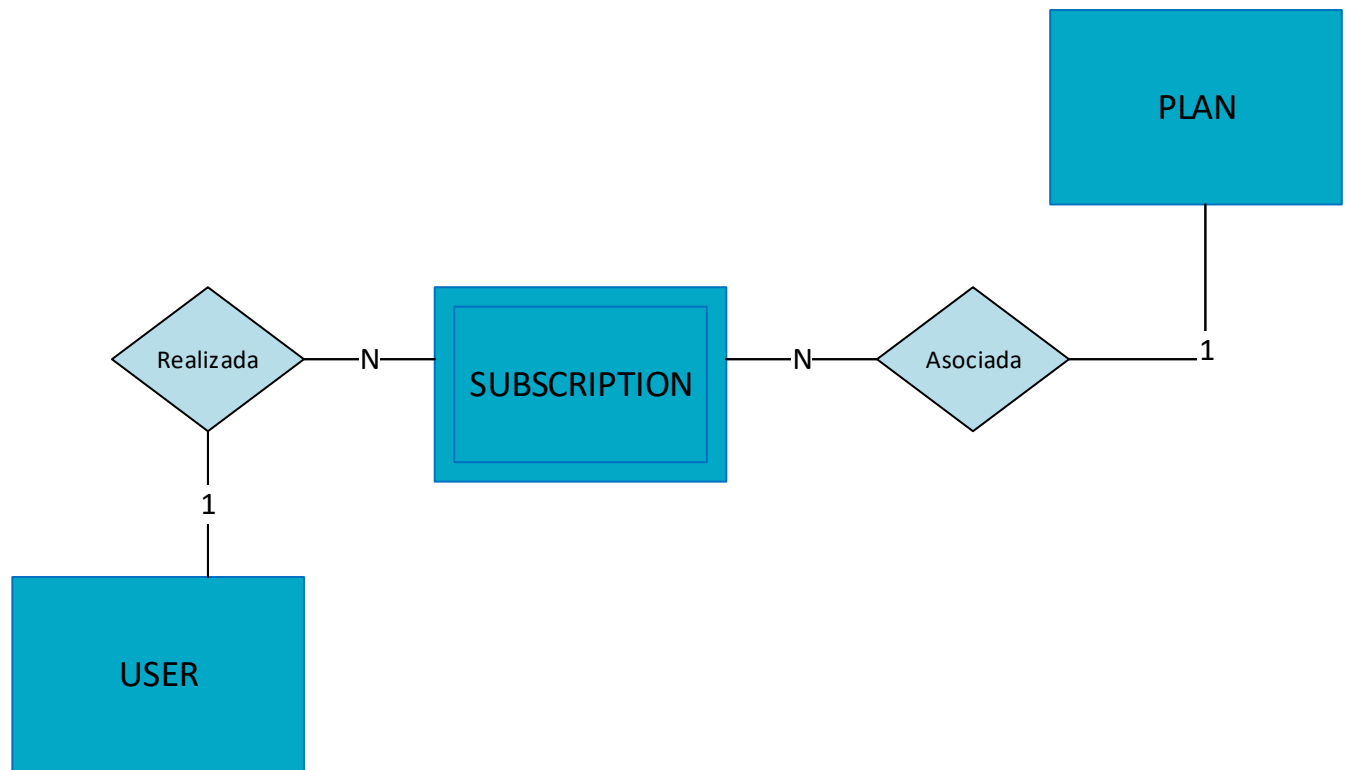 PLAN
Realizada
N
SUBSCRIPTION
N
Asociada
1
1
USER